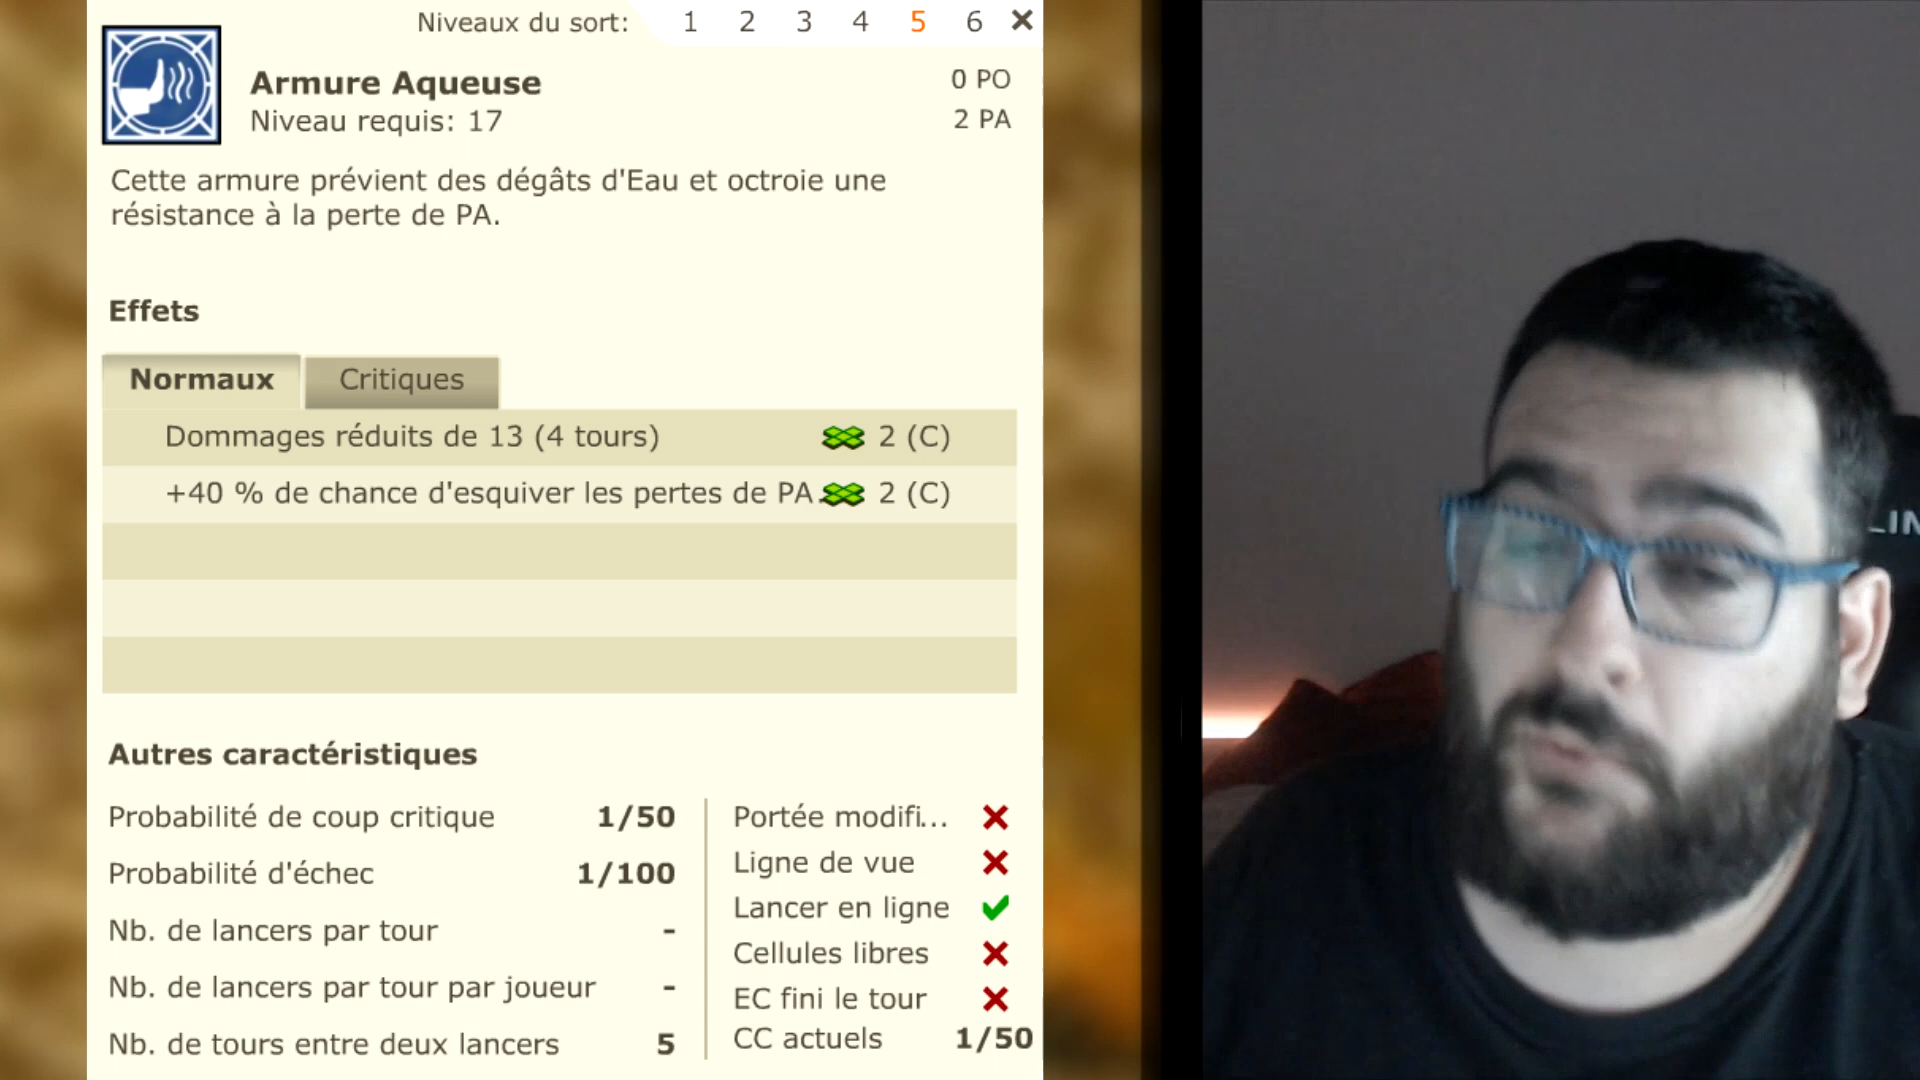 Niveaux du sort: 1 2 3 4 5 6
Armure Aqueuse
0 PO
Niveau requis: 17
2 PA
Cette armure prévient des dégâts d'Eau et octroie une
résistance à la perte de PA.
Effets
Normaux Critiques
Dommages réduits de 13 (4 tours) 2 (C)
+40 % de chance d'esquiver les pertes de PA. 2 (C)
Autres caractéristiques
Probabilité de coup critique 1/50
Probabilité d'échec 1/100
Nb. de lancers par tour -
Nb. de lancers par tour par joueur -
Nb. de tours entre deux lancers 5
Portée modifi...
Ligne de vue
Lancer en ligne
Cellules libres
EC fini le tour
CC actuels 1/50